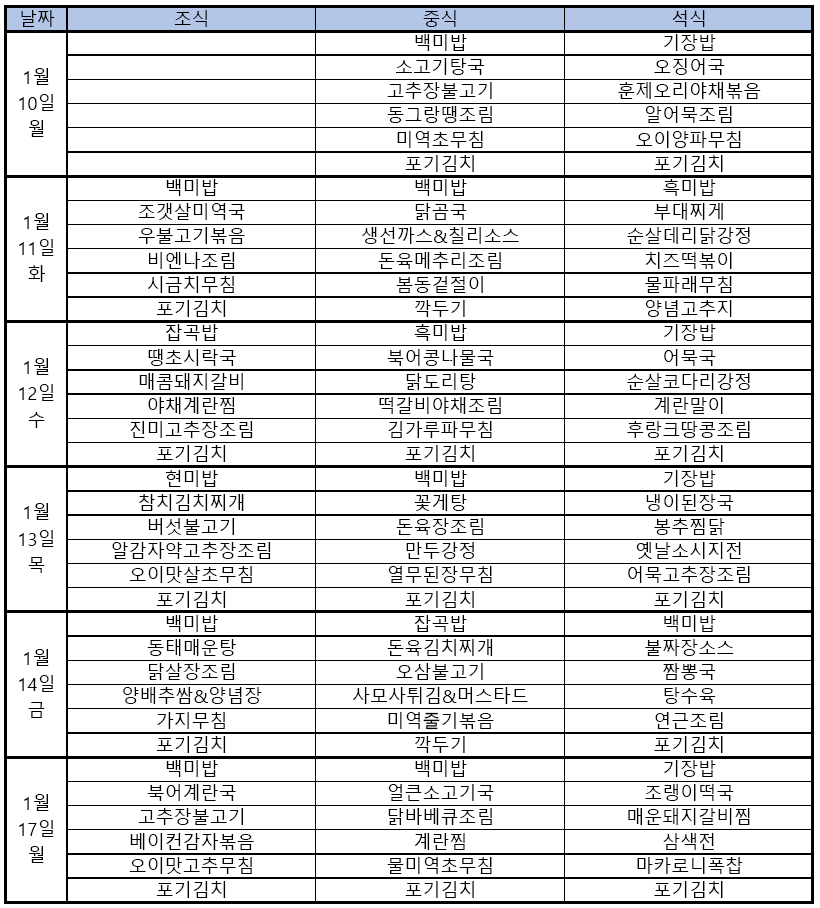 날짜 조식 중식 석식
1월 10일 월
백미밥 기장밥
소고기탕국 오징어국
고추장불고기 훈제오리야채볶음
동그랑땡조림 알어묵조림
미역초무침 오이양파무침
포기김치 포기김치
1월 11일 화
백미밥 백미밥 흑미밥
조갯살미역국 닭곰국 부대찌게
우불고기볶음 생선까스&칠리소스 순살데리닭강정
비엔나조림 돈육메추리조림 치즈떡볶이
시금치무침 봄동겉절이 물파래무침
포기김치 깍두기 양념고추지
1월 12일 수
잡곡밥 흑미밥 기장밥
땡초시락국 북어콩나물국 어묵국
매콤돼지갈비 닭도리탕 순살코다리강정
야채계란찜 떡갈비야채조림 계란말이
진미고추장조림 김가루파무침 후랑크땅콩조림
포기김치 포기김치 포기김치
1월 13일 목
현미밥 백미밥 기장밥
참치김치찌개 꽃게탕 냉이된장국
버섯불고기 돈육장조림 봉추찜닭
알감자약고추장조림 만두강정 옛날소시지전
오이맛살초무침 열무된장무침 어묵고추장조림
포기김치 포기김치 포기김치
1월 14일 금
백미밥 잡곡밥 백미밥
동태매운탕 돈육김치찌개 불짜장소스
닭살장조림 오삼불고기 짬뽕국
양배추쌈&양념장 사모사튀김&머스타드 탕수육
가지무침 미역줄기볶음 연근조림
포기김치 깍두기 포기김치
1월 17일 월
백미밥 백미밥 기장밥
북어계란국 얼큰소고기국 조랭이떡국
고추장불고기 닭바베큐조림 매운돼지갈비찜
베이컨감자볶음 계란찜 삼색전
오이맛고추무침 물미역초무침 마카로니폭찹
포기김치 포기김치 포기김치